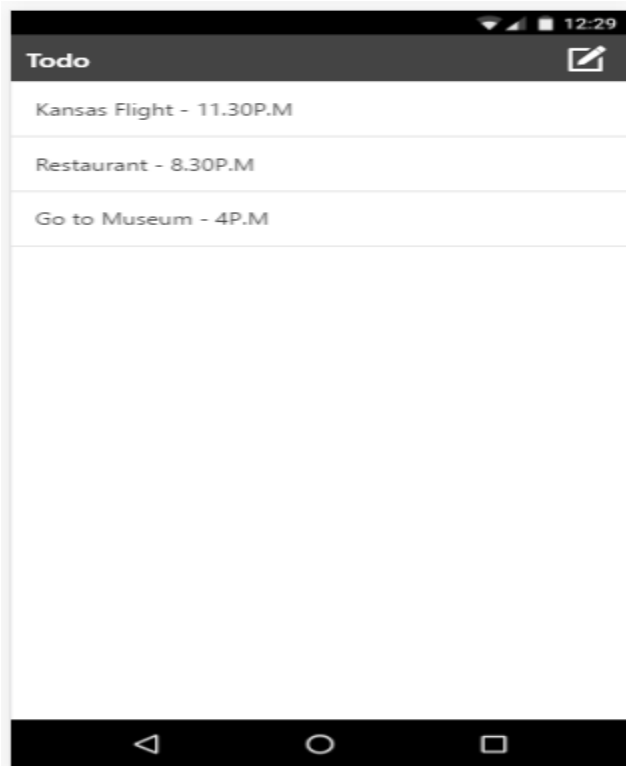 12:29
Todo
Kansas Flight - 11.30P.M
Restaurant - 8.30P.M
Go to Museum - 4P.M